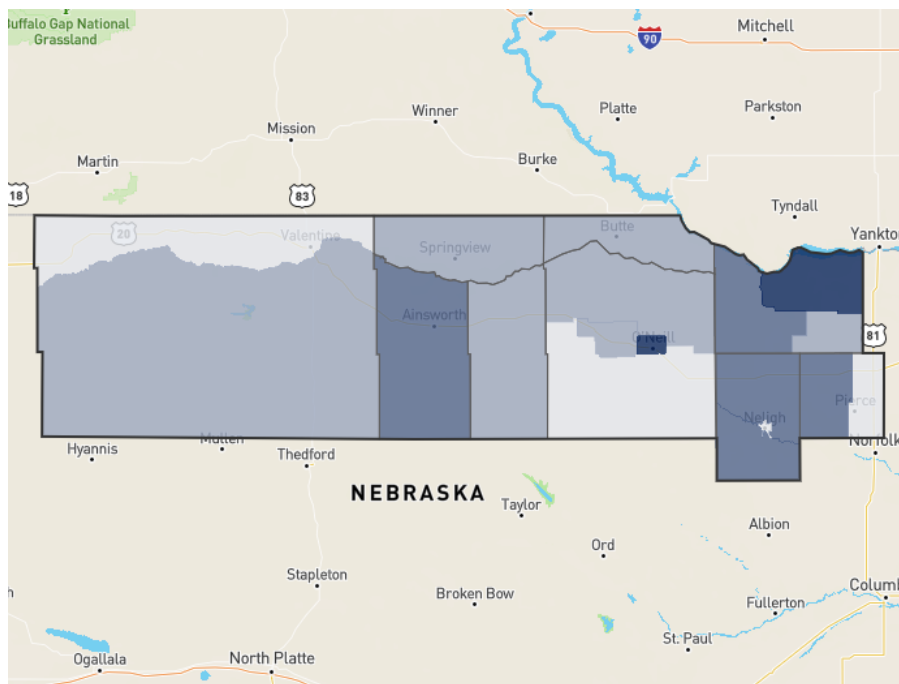 Buffalo Gap National
Grassland
90
Mitchell
Winner
Platte
Parkston
Mission
Martin
Burke
18
83
Tyndall
20
Valentine
Springview
Butte
Yankto
Ainsworth
O'Neill
81
Pierce
Neligh
Hyannis
Mullen
Thedford
Norfolk
NEBRASKA
Taylor
Albion
Ord
Stapleton
Broken Bow
Columb
Fullerton
St. Paul
Ogallala
North Platte